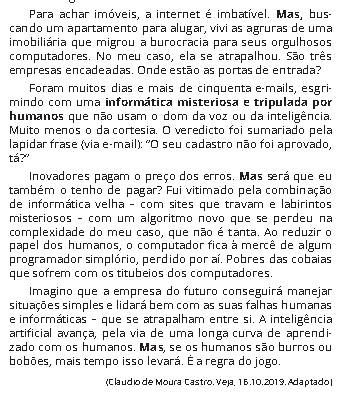 Para achar imóveis, a internet é imbatível. Mas, bus-
cando um apartamento para alugar, vivi as agruras de uma
imobiliária que migrou a burocracia para seus orgulhosos
computadores. No meu caso, ela se atrapalhou. São três
empresas encadeadas. Onde estão as portas de entrada?
Foram muitos dias e mais de cinquenta e-mails, esgri-
mindo com uma informática misteriosa e tripulada por
humanos que não usam o dom da voz ou da inteligência.
Muito menos o da cortesia. O veredicto foi sumariado pela
lapidar frase (via e-mail): “O seu cadastro não foi aprovado,
tá?”
Inovadores pagam o preço dos erros. Mas será que eu
também o tenho de pagar? Fui vitimado pela combinação
de informática velha – com sites que travam e labirintos
misteriosos – com um algoritmo novo que se perdeu na
complexidade do meu caso, que não é tanta. Ao reduzir o
papel dos humanos, o computador fica à mercê de algum
programador simplório, perdido por aí. Pobres das cobaias
que sofrem com os titubeios dos computadores.
Imagino que a empresa do futuro conseguirá manejar
situações simples e lidará bem com as suas falhas humanas
e informáticas – que se atrapalham entre si. A inteligência
artificial avança, pela via de uma longa curva de aprendi-
zado com os humanos. Mas, se os humanos são burros ou
bobões, mais tempo isso levará. É a regra do jogo.
(Claudio de Moura Castro. Veja, 16.10.2019. Adaptado)